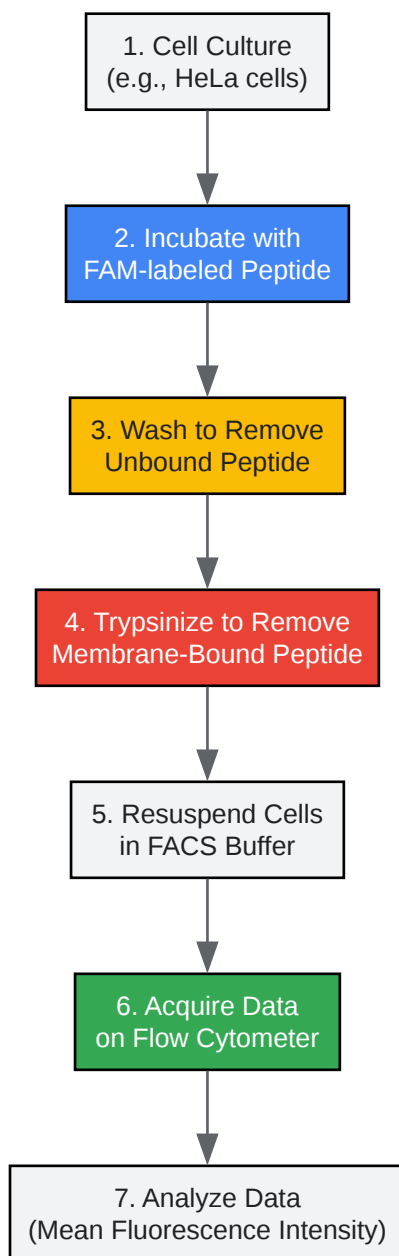 1. Cell Culture
(e.g., HeLa cells)
2. Incubate with
FAM-labeled Peptide
3. Wash to Remove
Unbound Peptide
4. Trypsinize to Remove
Membrane-Bound Peptide
5. Resuspend Cells
in FACS Buffer
6. Acquire Data
on Flow Cytometer
7. Analyze Data
(Mean Fluorescence Intensity)